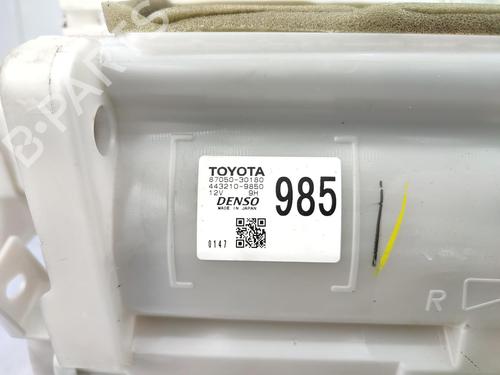 TOYOTA
87050-30180
443210-9850
12V 9H
DENSO
MADE IN JAPAN
985
0147
R
B-PARTS